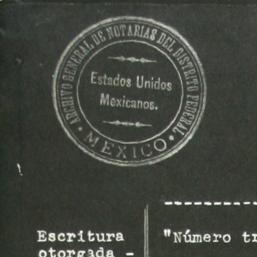 ARCHIVO GENERAL DE NOTARIAS DEL DISTRITO FEDERAL
Estados Unidos
Mexicanos.
• MEXICO •
Escritura
otorgada -
"Número tr